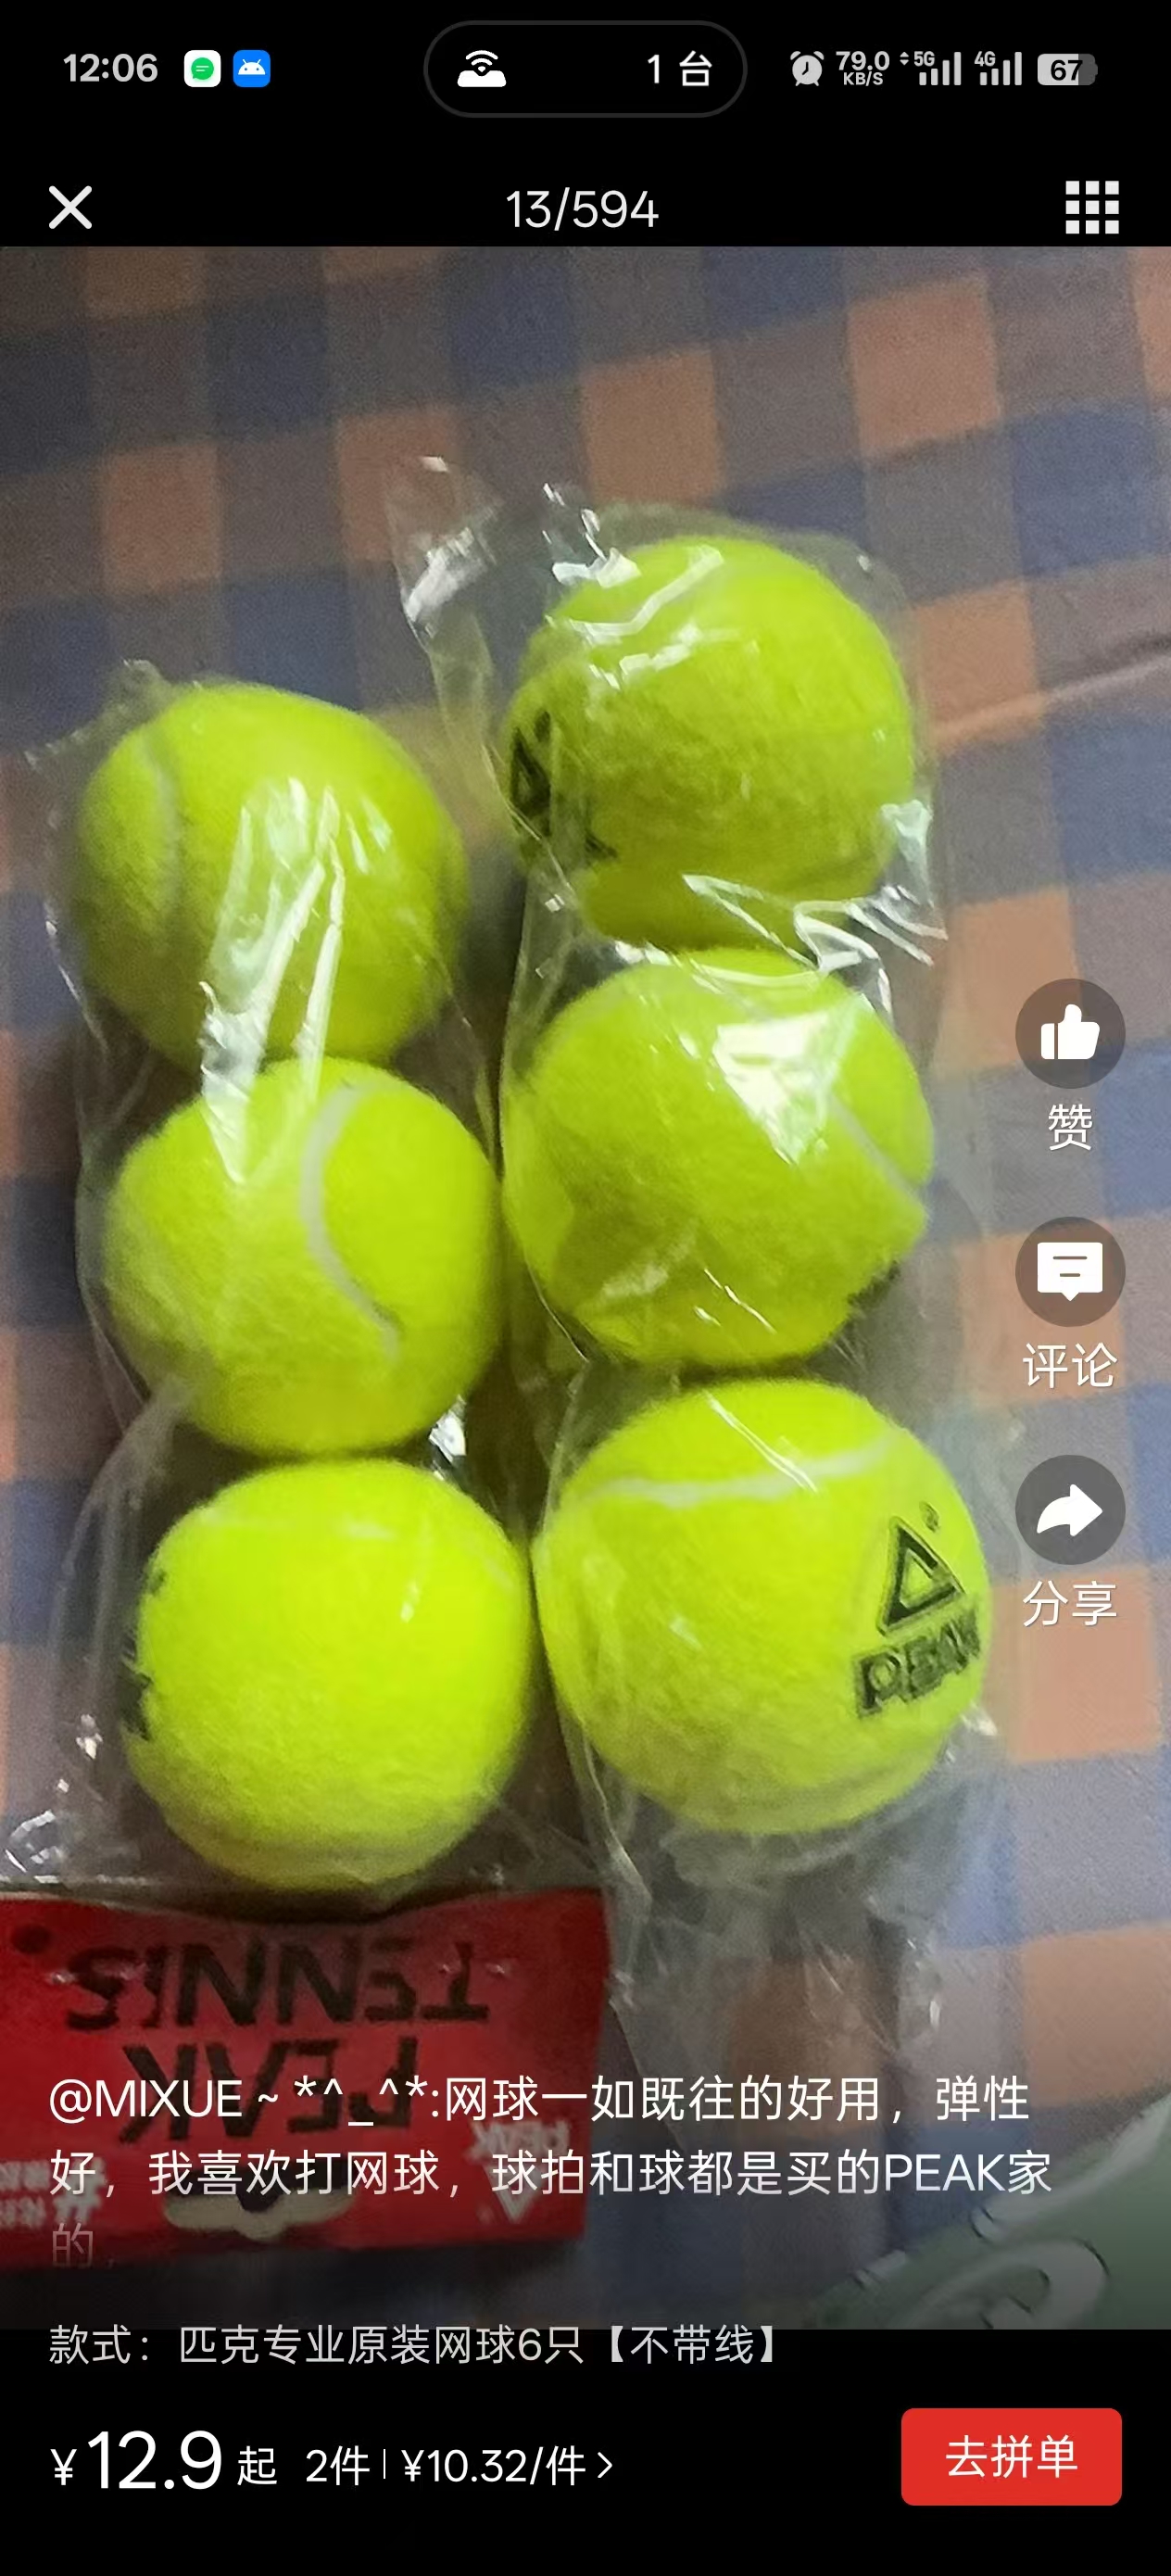 12:06
1 台
79.0
KB/S
5G
4G
67
13/594
赞
评论
分享
PEAK
TENNIS
PEAK
@MIXUE ~ *^_^*:网球一如既往的好用，弹性
好，我喜欢打网球，球拍和球都是买的PEAK家
的，
款式：匹克专业原装网球6只【不带线】
¥12.9 起 2件 | ¥10.32/件 >
去拼单